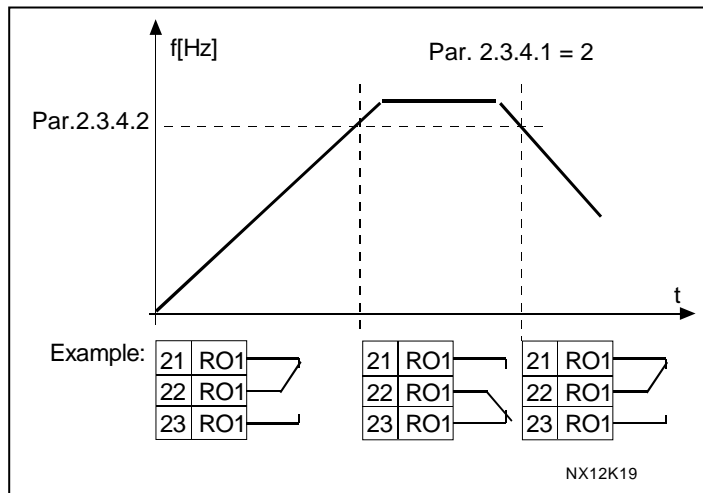 f[Hz]
Par. 2.3.4.1 = 2
Par.2.3.4.2
t
Example:
21 RO1 21 RO1 21 RO1
22 RO1 22 RO1 22 RO1
23 RO1 23 RO1 23 RO1
NX12K19